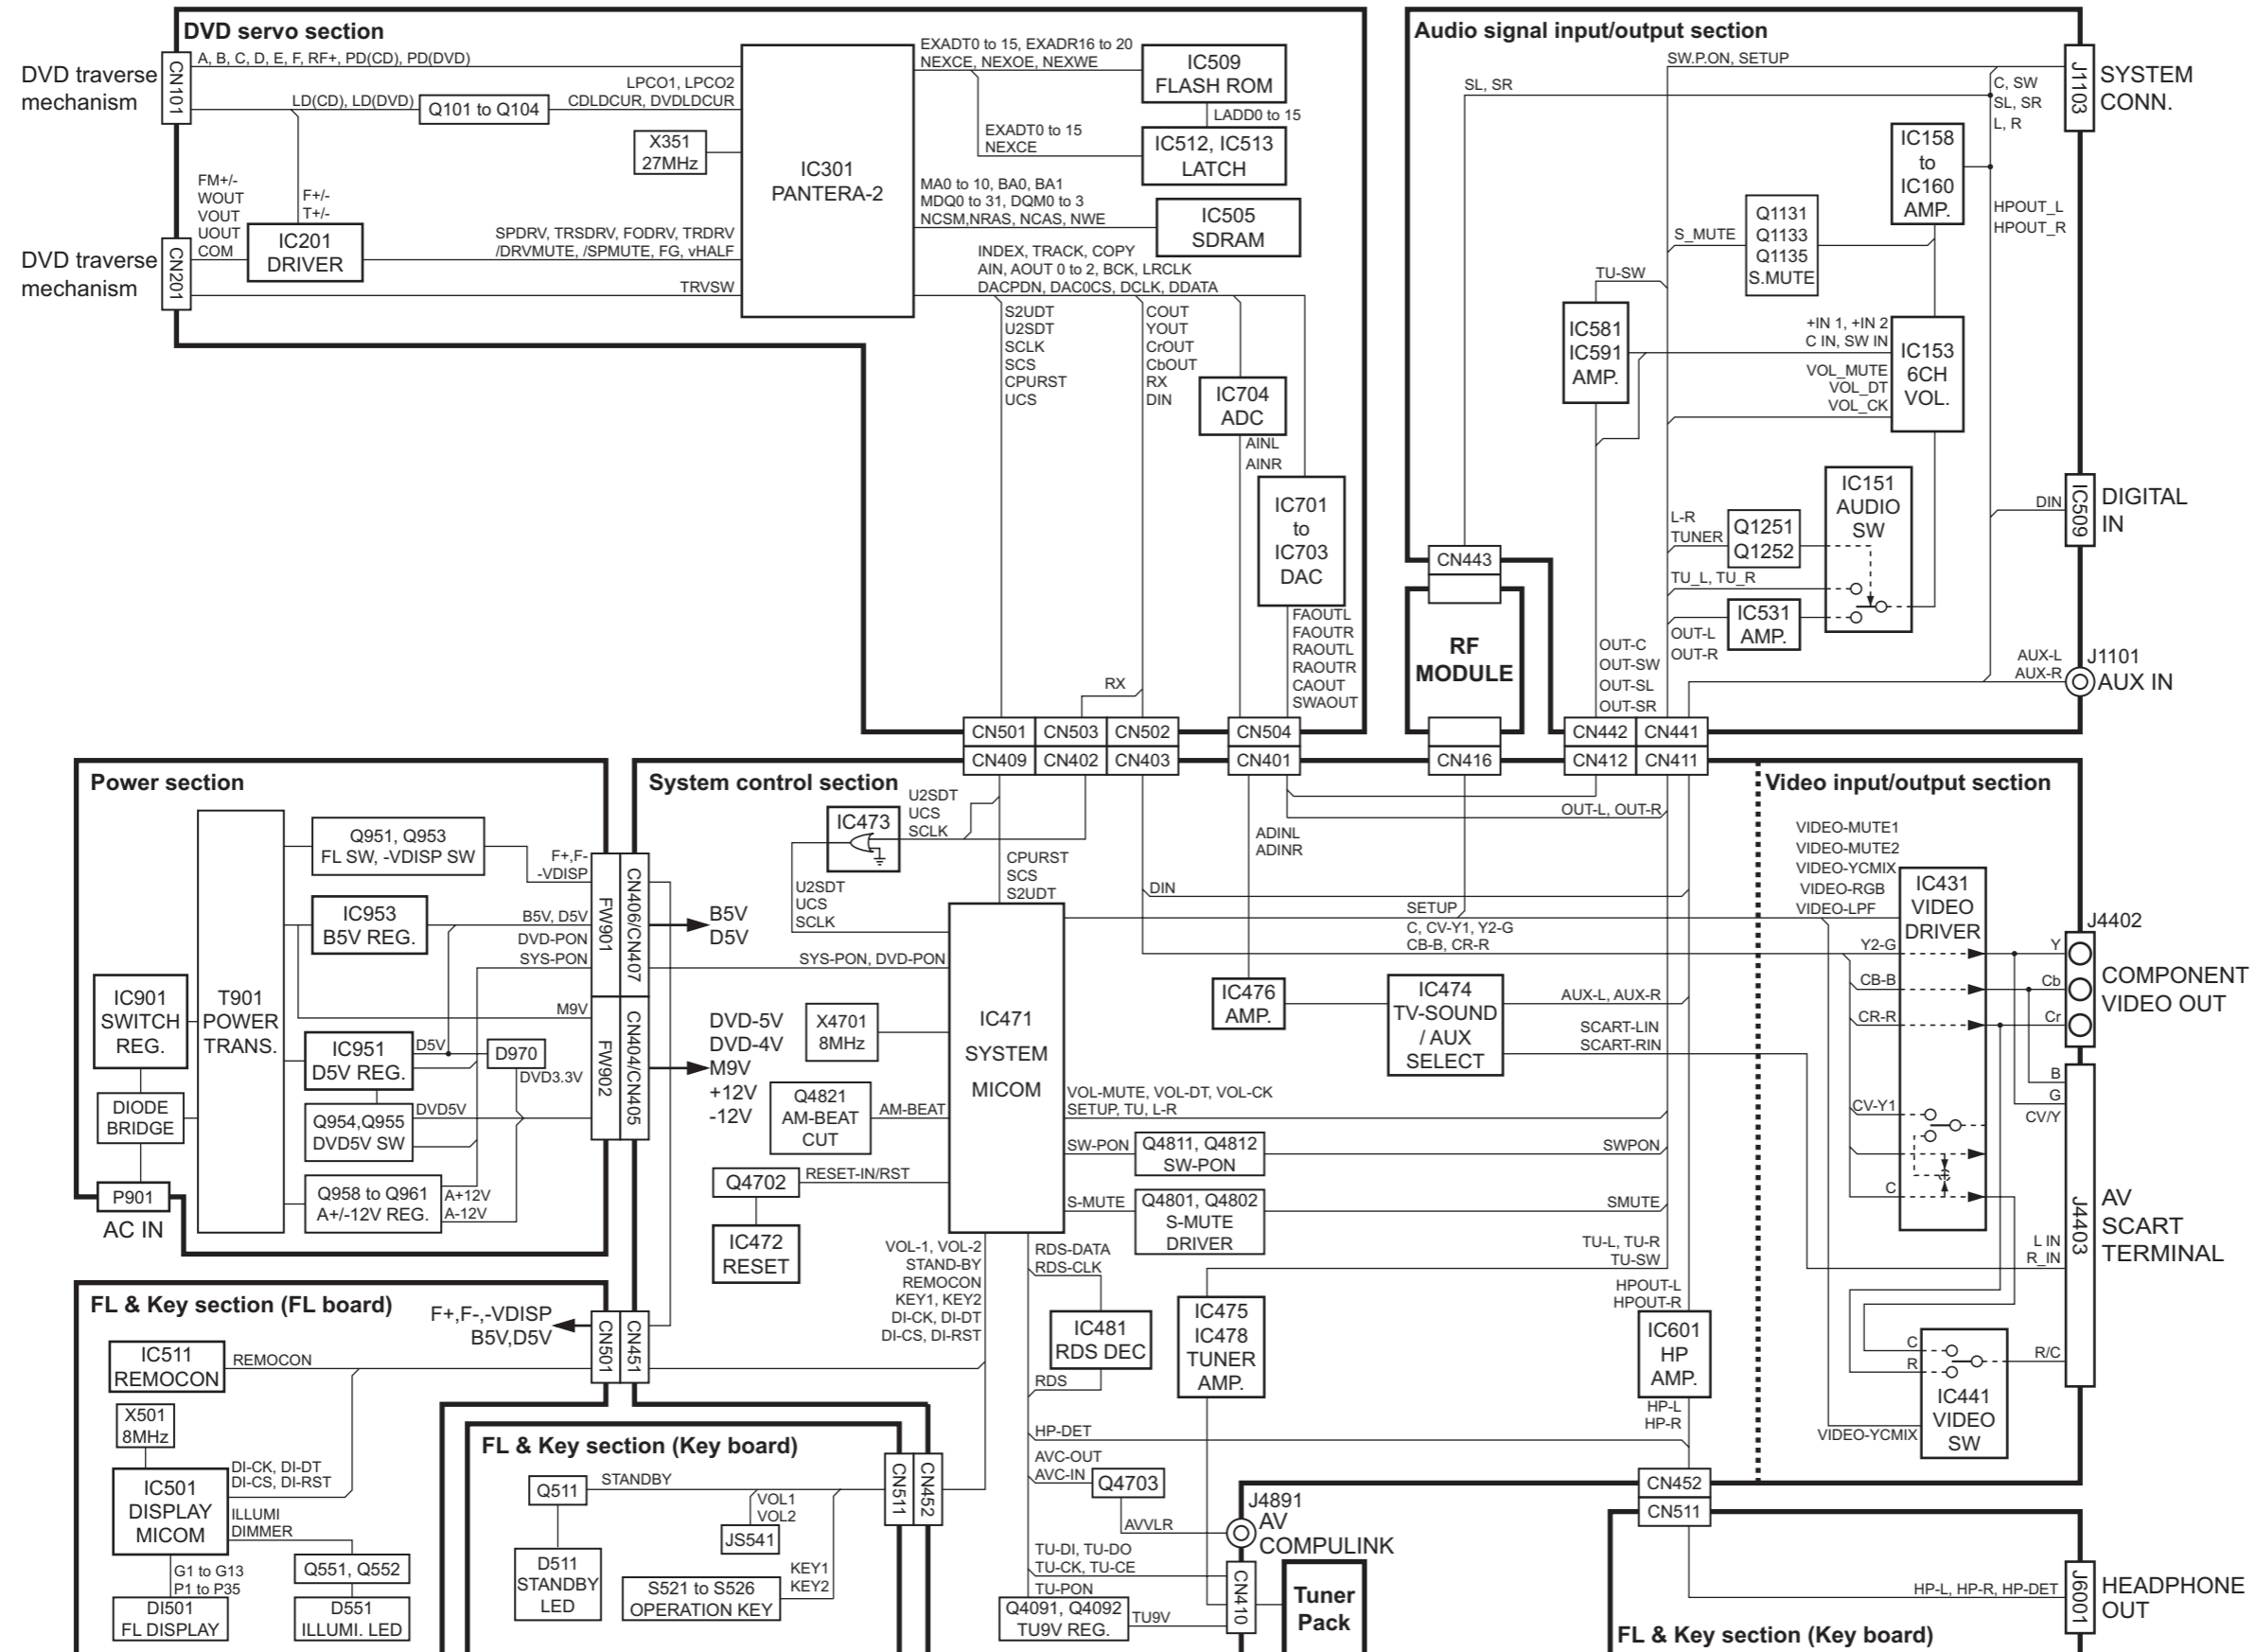 DVD servo section
DVD traverse
mechanism
CN101
A, B, C, D, E, F, RF+, PD(CD), PD(DVD)
LD(CD), LD(DVD)
Q101 to Q104
LPCO1, LPCO2
CDLDCUR, DVDLDCUR
X351
27MHz
FM+/-
WOUT
VOUT
UOUT
COM
F+/-
T+/-
IC201
DRIVER
DVD traverse
mechanism
CN201
SPDRV, TRSDRV, FODRV, TRDRV
/DRVMUTE, /SPMUTE, FG, vHALF
TRVSW
IC301
PANTERA-2
EXADT0 to 15, EXADR16 to 20
NEXCE, NEXOE, NEXWE
IC509
FLASH ROM
LADD0 to 15
EXADT0 to 15
NEXCE
IC512, IC513
LATCH
MA0 to 10, BA0, BA1
MDQ0 to 31, DQM0 to 3
NCSM,NRAS, NCAS, NWE
IC505
SDRAM
INDEX, TRACK, COPY
AIN, AOUT 0 to 2, BCK, LRCLK
DACPDN, DAC0CS, DCLK, DDATA
S2UDT
U2SDT
SCLK
SCS
CPURST
UCS
COUT
YOUT
CrOUT
CbOUT
RX
DIN
IC704
ADC
AINL
AINR
IC701
to
IC703
DAC
FAOUTL
FAOUTR
RAOUTL
RAOUTR
CAOUT
SWAOUT
RX
CN501
CN503
CN502
CN504
Audio signal input/output section
SW.P.ON, SETUP
SL, SR
J1103
SYSTEM
CONN.
C, SW
SL, SR
L, R
IC158
to
IC160
AMP.
HPOUT_L
HPOUT_R
S_MUTE
Q1131
Q1133
Q1135
S.MUTE
TU-SW
IC581
IC591
AMP.
+IN 1, +IN 2
C IN, SW IN
VOL_MUTE
VOL_DT
VOL_CK
IC153
6CH
VOL.
IC151
AUDIO
SW
L-R
TUNER
Q1251
Q1252
TU_L, TU_R
IC531
AMP.
OUT-L
OUT-R
OUT-C
OUT-SW
OUT-SL
OUT-SR
DIN
IC509
DIGITAL
IN
AUX-L
AUX-R
J1101
AUX IN
CN443
RF
MODULE
CN442
CN441
Power section
Q951, Q953
FL SW, -VDISP SW
F+,F-
-VDISP
IC953
B5V REG.
B5V, D5V
DVD-PON
SYS-PON
FW901
CN406/CN407
IC901
SWITCH
REG.
T901
POWER
TRANS.
M9V
IC951
D5V REG.
D5V
D970
DVD3.3V
FW902
CN404/CN405
DIODE
BRIDGE
Q954,Q955
DVD5V SW
DVD5V
P901
AC IN
Q958 to Q961
A+/-12V REG.
A+12V
A-12V
System control section
CN409
CN402
CN403
CN401
CN416
CN412
CN411
U2SDT
UCS
SCLK
IC473
U2SDT
UCS
SCLK
CPURST
SCS
S2UDT
B5V
D5V
SYS-PON, DVD-PON
DVD-5V
DVD-4V
M9V
+12V
-12V
X4701
8MHz
Q4821
AM-BEAT
CUT
AM-BEAT
Q4702
RESET-IN/RST
IC472
RESET
IC471
SYSTEM
MICOM
ADINL
ADINR
OUT-L, OUT-R
DIN
SETUP
C, CV-Y1, Y2-G
CB-B, CR-R
IC476
AMP.
IC474
TV-SOUND
/ AUX
SELECT
AUX-L, AUX-R
SCART-LIN
SCART-RIN
VOL-MUTE, VOL-DT, VOL-CK
SETUP, TU, L-R
SW-PON
Q4811, Q4812
SW-PON
SWPON
S-MUTE
Q4801, Q4802
S-MUTE
DRIVER
SMUTE
TU-L, TU-R
TU-SW
VOL-1, VOL-2
STAND-BY
REMOCON
KEY1, KEY2
DI-CK, DI-DT
DI-CS, DI-RST
RDS-DATA
RDS-CLK
IC481
RDS DEC
RDS
IC475
IC478
TUNER
AMP.
HPOUT-L
HPOUT-R
IC601
HP
AMP.
HP-L
HP-R
HP-DET
AVC-OUT
AVC-IN
Q4703
AVVLR
J4891
AV
COMPULINK
TU-DI, TU-DO
TU-CK, TU-CE
TU-PON
Q4091, Q4092
TU9V REG.
TU9V
CN410
Tuner
Pack
Video input/output section
VIDEO-MUTE1
VIDEO-MUTE2
VIDEO-YCMIX
VIDEO-RGB
VIDEO-LPF
IC431
VIDEO
DRIVER
Y2-G
CB-B
CR-R
CV-Y1
C
J4402
Y
Cb
Cr
COMPONENT
VIDEO OUT
B
G
CV/Y
J4403
AV
SCART
TERMINAL
L IN
R_IN
C
R
R/C
IC441
VIDEO
SW
VIDEO-YCMIX
FL & Key section (FL board)
F+,F-,-VDISP
B5V,D5V
CN501
CN451
IC511
REMOCON
REMOCON
X501
8MHz
IC501
DISPLAY
MICOM
DI-CK, DI-DT
DI-CS, DI-RST
ILLUMI
DIMMER
G1 to G13
P1 to P35
DI501
FL DISPLAY
Q551, Q552
D551
ILLUMI. LED
FL & Key section (Key board)
Q511
STANDBY
VOL1
VOL2
JS541
D511
STANDBY
LED
KEY1
KEY2
S521 to S526
OPERATION KEY
CN511
CN452
CN452
CN511
HP-L, HP-R, HP-DET
J6001
HEADPHONE
OUT
FL & Key section (Key board)